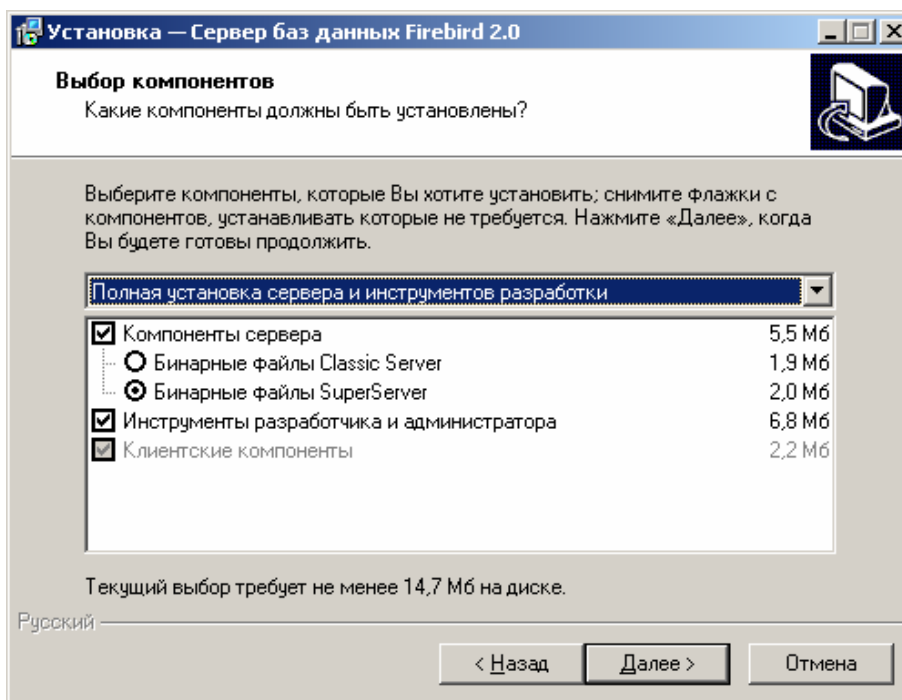 Установка — Сервер баз данных Firebird 2.0
Выбор компонентов
Какие компоненты должны быть установлены?
Выберите компоненты, которые Вы хотите установить; снимите флажки с
компонентов, устанавливать которые не требуется. Нажмите «Далее», когда
Вы будете готовы продолжить.
Полная установка сервера и инструментов разработки
Компоненты сервера 5,5 Мб
Бинарные файлы Classic Server 1,9 Мб
Бинарные файлы SuperServer 2,0 Мб
Инструменты разработчика и администратора 6,8 Мб
Клиентские компоненты 2,2 Мб
Текущий выбор требует не менее 14,7 Мб на диске.
Русский
< Назад Далее > Отмена